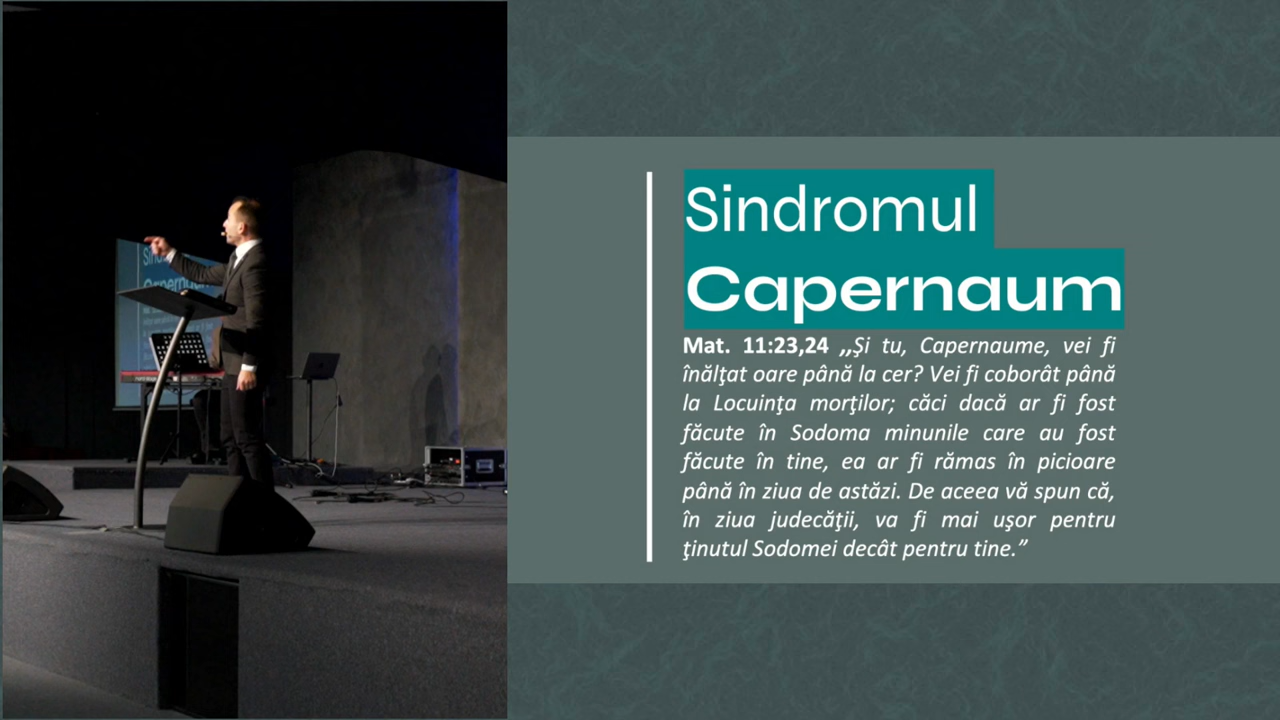 Sindromul
Capernaum
Mat. 11:23,24 ,,Și tu, Capernaume, vei fi
înălţat oare până la cer? Vei fi coborât până
la Locuinţa morţilor; căci dacă ar fi fost
făcute în Sodoma minunile care au fost
făcute în tine, ea ar fi rămas în picioare
până în ziua de astăzi. De aceea vă spun că,
în ziua judecăţii, va fi mai uşor pentru
ţinutul Sodomei decât pentru tine.”